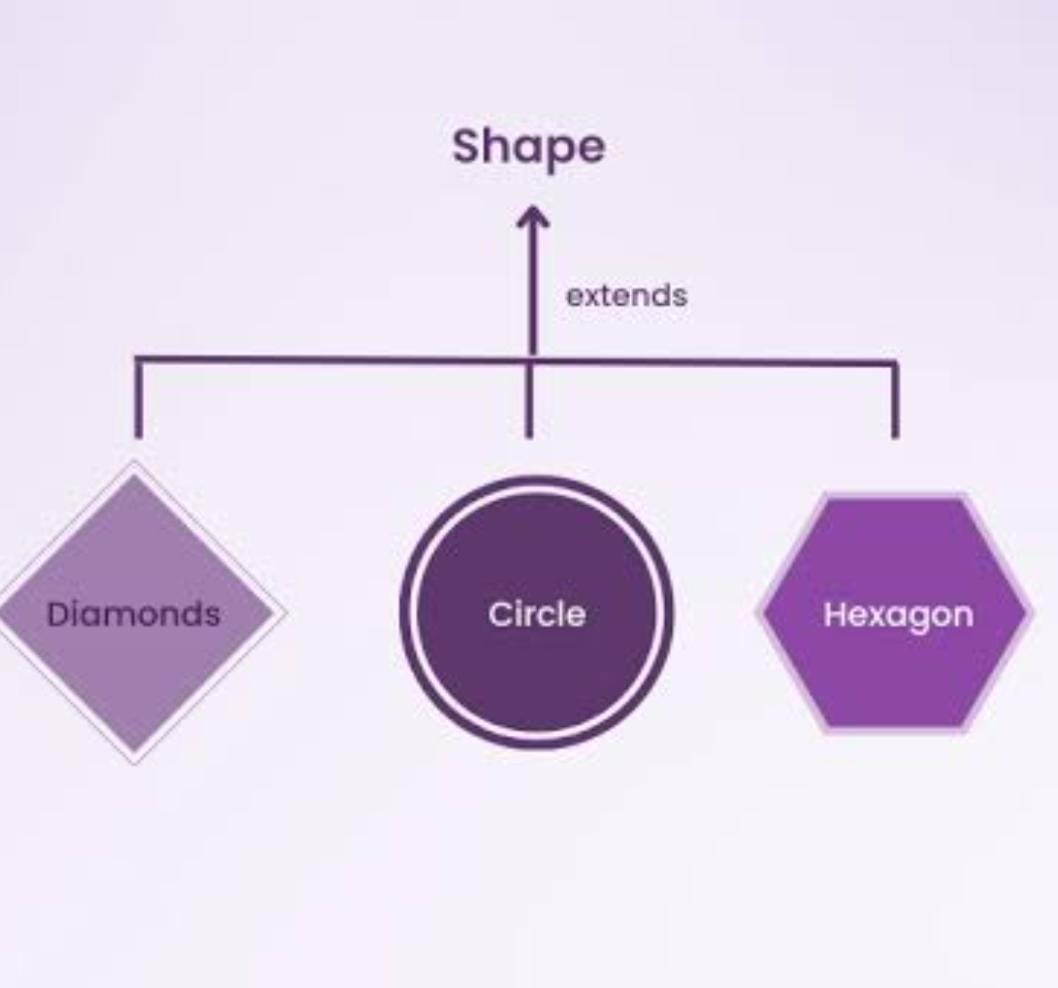 Shape
extends
Diamonds
Circle
Hexagon